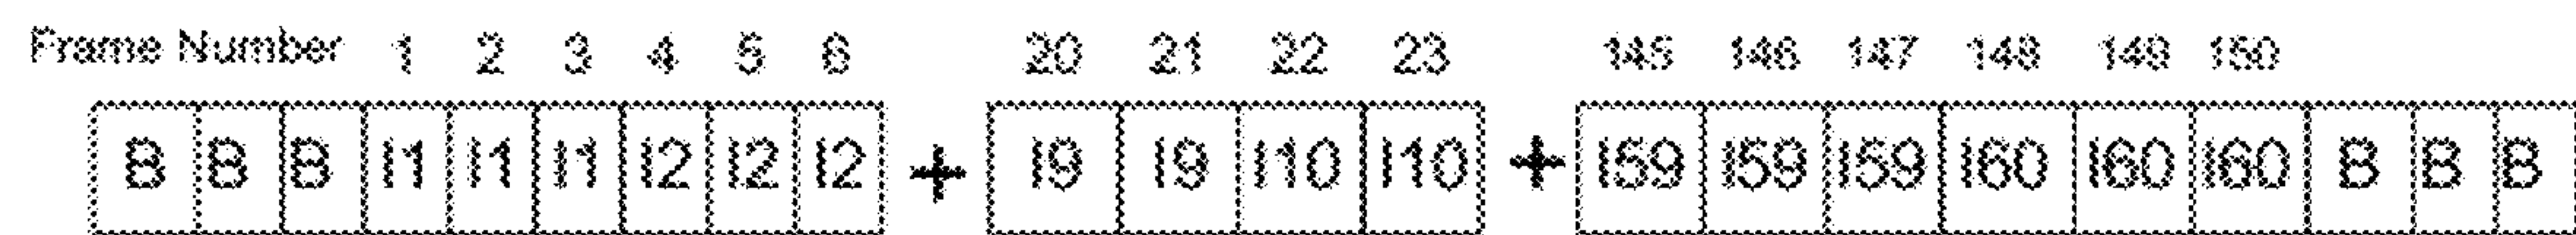 Frame Number 1 2 3 4 5 6 20 21 22 23 145 146 147 148 149 150
B B B I1 I1 I1 I2 I2 I2 + I9 I9 I10 I10 + I59 I59 I59 I60 I60 I60 B B B